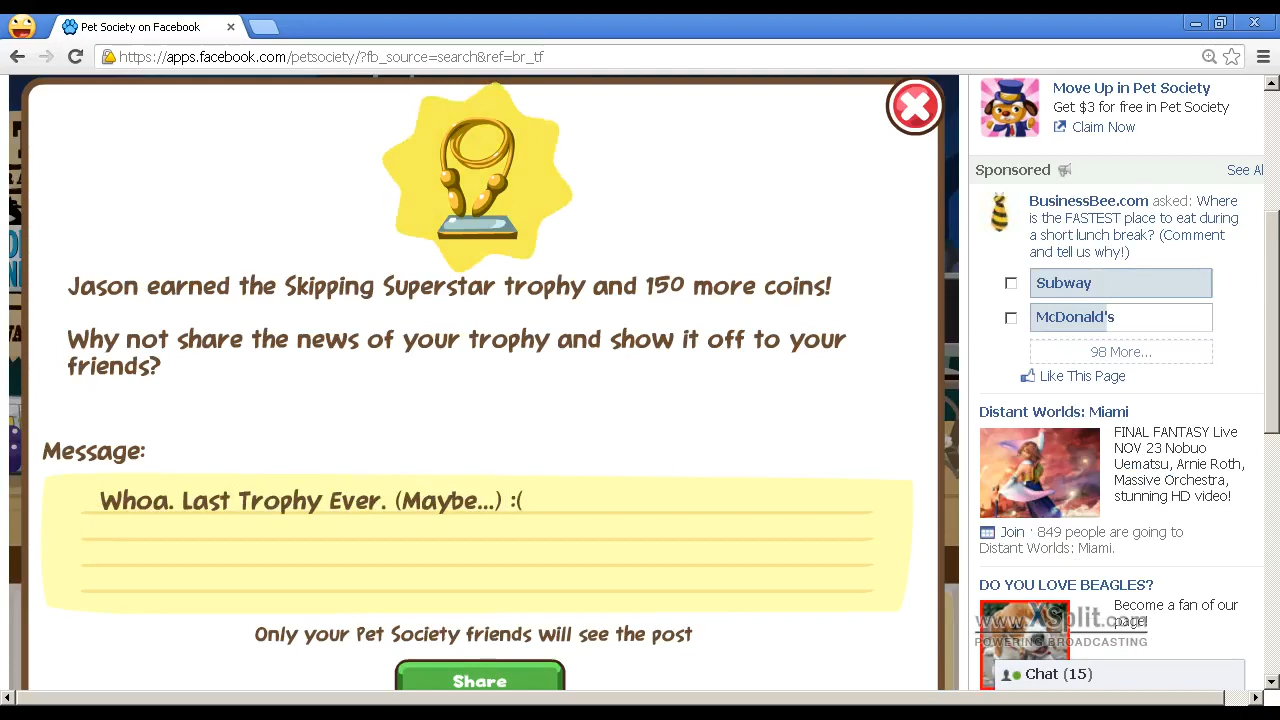 Pet Society on Facebook
https://apps.facebook.com/petsociety/?fb_source=search&ref=br_tf
Jason earned the Skipping Superstar trophy and 150 more coins!
Why not share the news of your trophy and show it off to your
friends?
Message:
Whoa. Last Trophy Ever. (Maybe...) :(
Only your Pet Society friends will see the post
Share
Move Up in Pet Society
Get $3 for free in Pet Society
Claim Now
Sponsored
See Al
BusinessBee.com asked: Where
is the FASTEST place to eat during
a short lunch break? (Comment
and tell us why!)
Subway
McDonald's
98 More...
Like This Page
Distant Worlds: Miami
FINAL FANTASY Live
NOV 23 Nobuo
Uematsu, Arnie Roth,
Massive Orchestra,
stunning HD video!
Join · 849 people are going to
Distant Worlds: Miami.
DO YOU LOVE BEAGLES?
Become a fan of our
page!
www.XSplit.com
POWERING BROADCASTING
Chat (15)